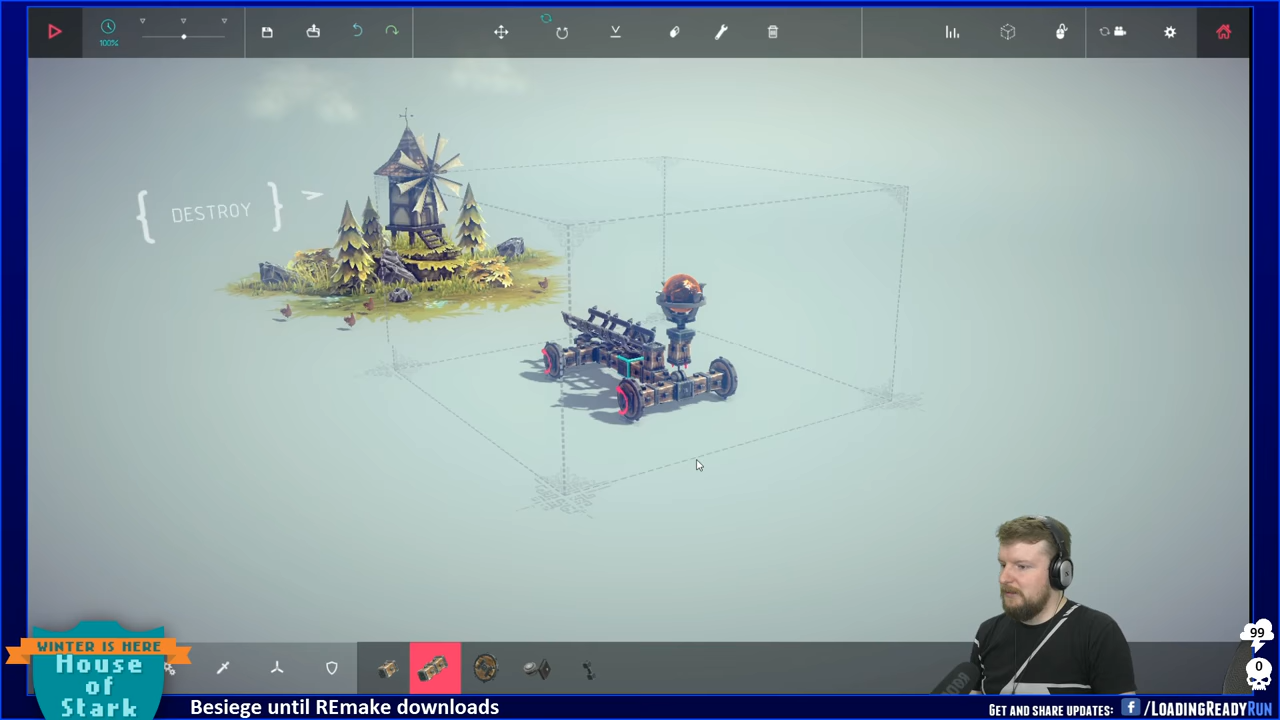 100%
{ DESTROY } >
WINTER IS HERE
House
of
Stark
99
0
Besiege until REmake downloads
GET AND SHARE UPDATES: f /LOADINGREADYRUN